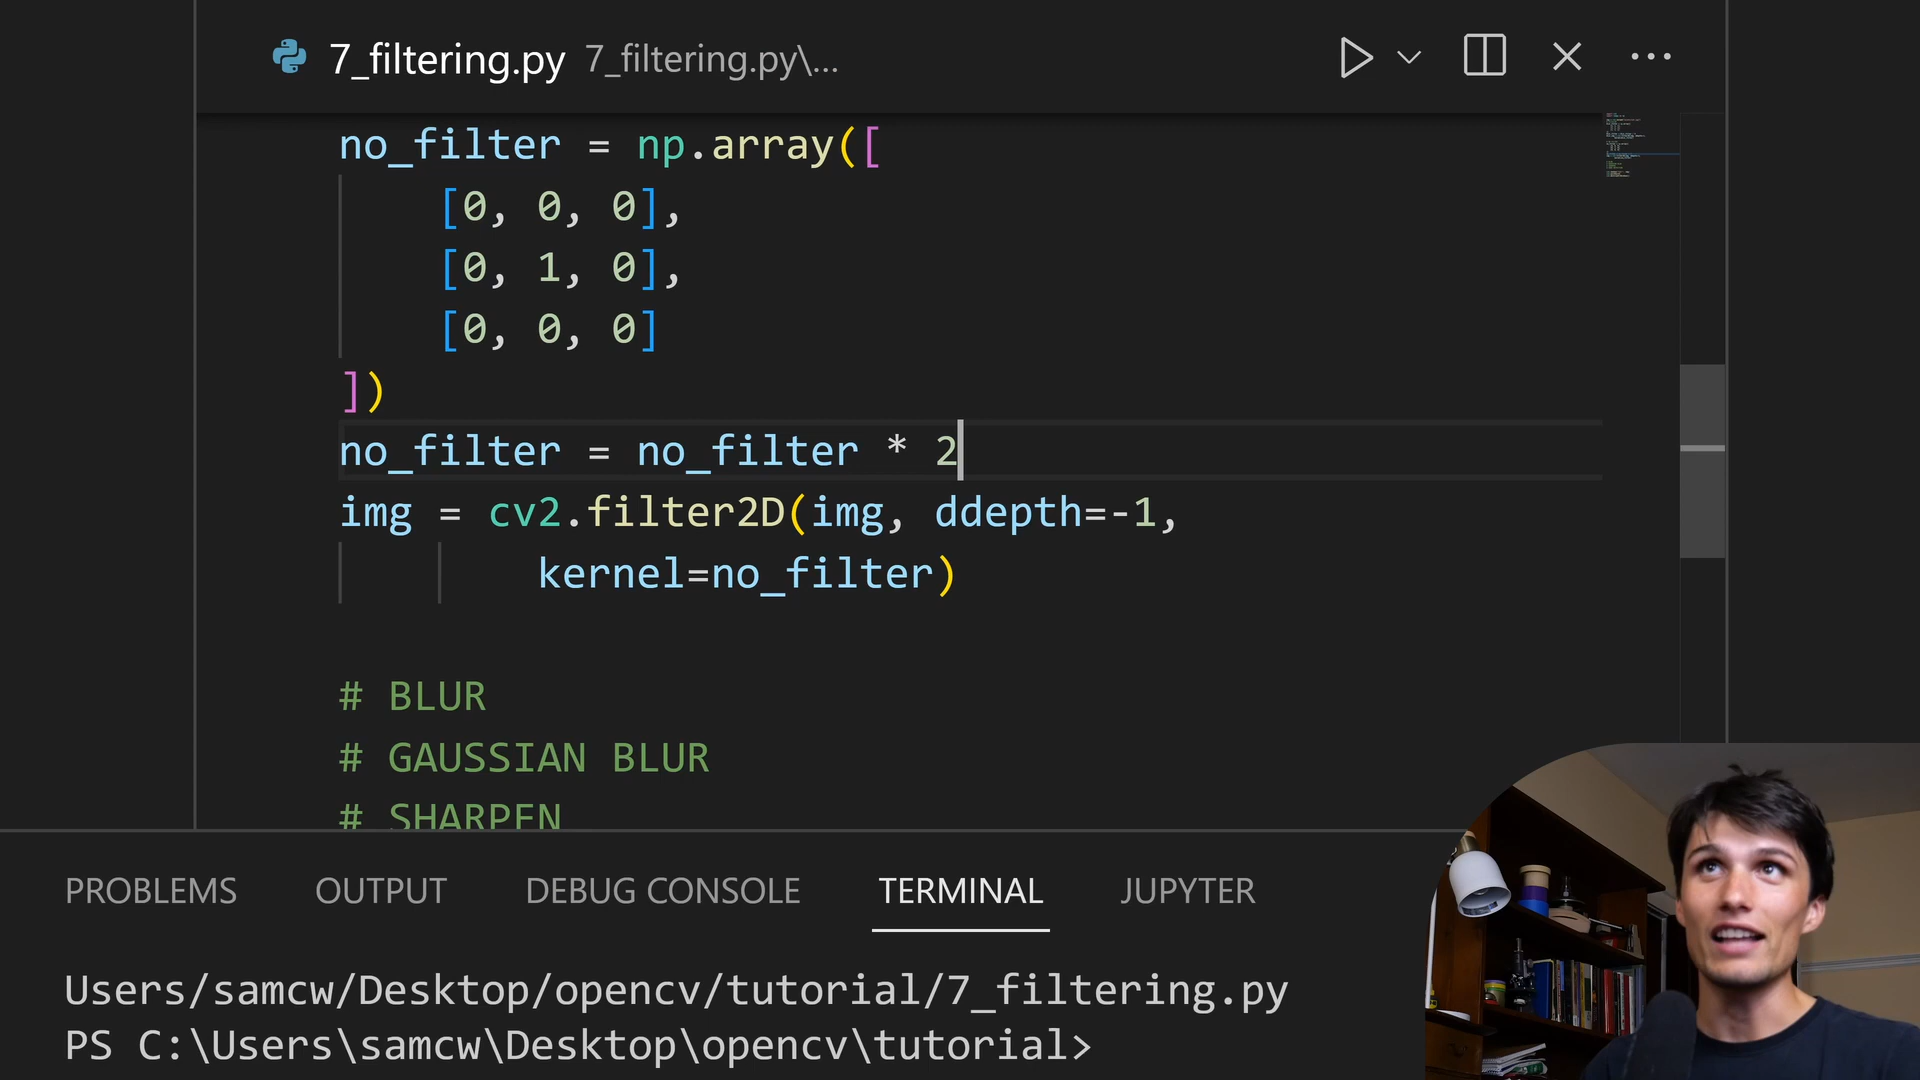 7_filtering.py 7_filtering.py\...
no_filter = np.array([
[0, 0, 0],
[0, 1, 0],
[0, 0, 0]
])
no_filter = no_filter * 2
img = cv2.filter2D(img, ddepth=-1,
kernel=no_filter)
# BLUR
# GAUSSIAN BLUR
# SHARPEN
PROBLEMS OUTPUT DEBUG CONSOLE TERMINAL JUPYTER
Users/samcw/Desktop/opencv/tutorial/7_filtering.py
PS C:\Users\samcw\Desktop\opencv\tutorial>